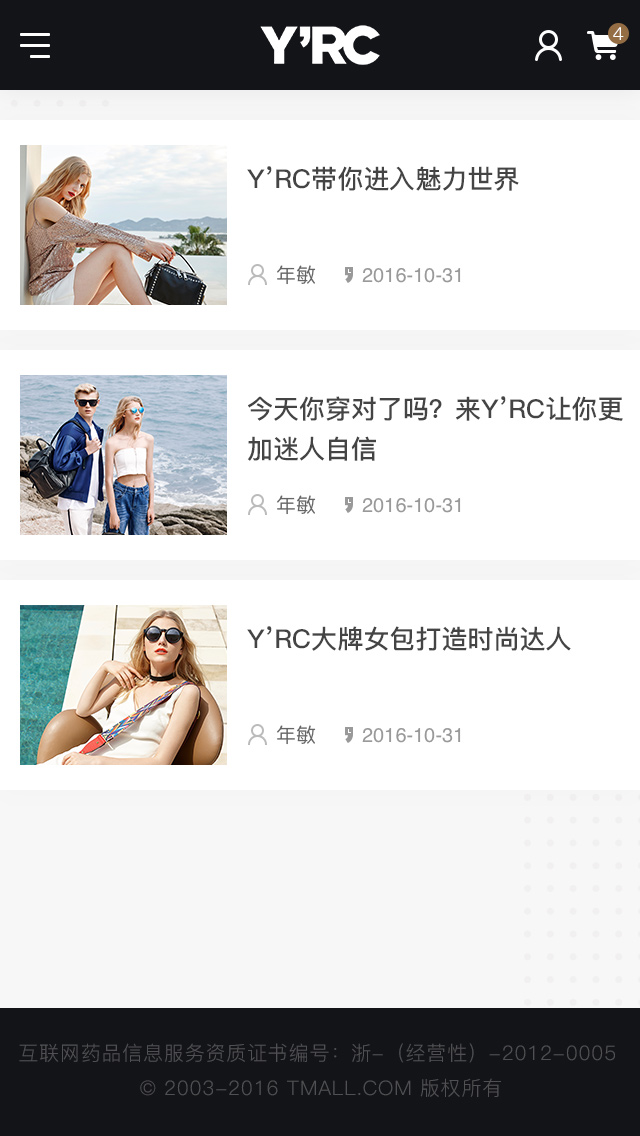 Y'RC
4
Y'RC带你进入魅力世界
年敏 2016-10-31
今天你穿对了吗？来Y'RC让你更
加迷人自信
年敏 2016-10-31
Y'RC大牌女包打造时尚达人
年敏 2016-10-31
互联网药品信息服务资质证书编号：浙-（经营性）-2012-0005
© 2003-2016 TMALL.COM 版权所有